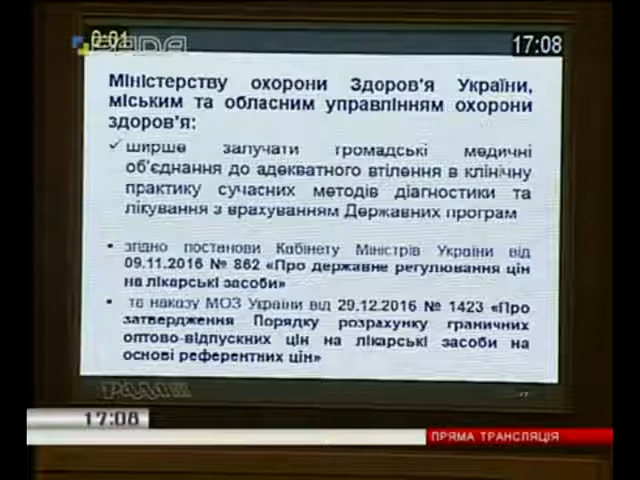 0:01
РАДА
17:08
Міністерству охорони Здоров'я України,
міським та обласним управлінням охорони
здоров'я:
✓ ширше залучати громадські медичні
об'єднання до адекватного втілення в клінічну
практику сучасних методів діагностики та
лікування з врахуванням Державних програм
• згідно постанови Кабінету Міністрів України від
09.11.2016 № 862 «Про державне регулювання цін
на лікарські засоби»
• та наказу МОЗ України від 29.12.2016 № 1423 «Про
затвердження Порядку розрахунку граничних
оптово-відпускних цін на лікарські засоби на
основі референтних цін»
РАДА
17:08
ПРЯМА ТРАНСЛЯЦІЯ